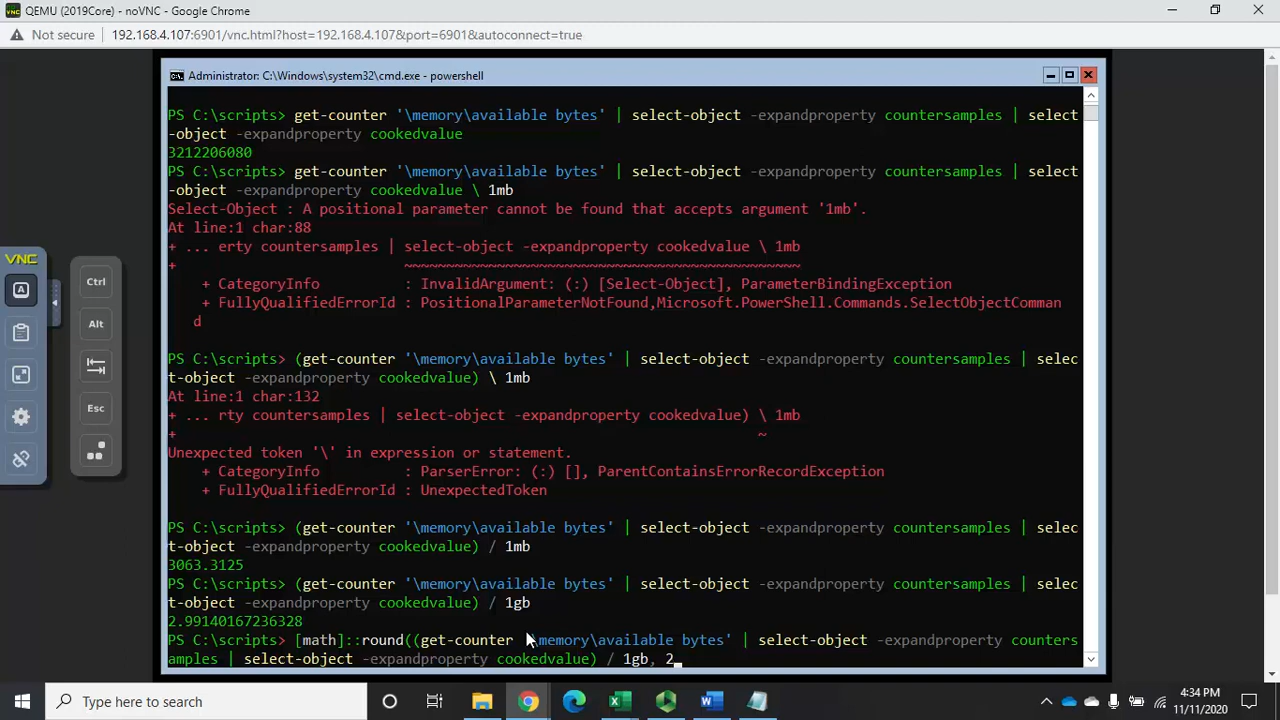 QEMU (2019Core) - noVNC - Google Chrome
Not secure 192.168.4.107:6901/vnc.html?host=192.168.4.107&port=6901&autoconnect=true
Administrator: C:\Windows\system32\cmd.exe - powershell
PS C:\scripts> get-counter '\memory\available bytes' | select-object -expandproperty countersamples | select
-object -expandproperty cookedvalue
3212206080
PS C:\scripts> get-counter '\memory\available bytes' | select-object -expandproperty countersamples | select
-object -expandproperty cookedvalue \ 1mb
Select-Object : A positional parameter cannot be found that accepts argument '1mb'.
At line:1 char:88
+ ... erty countersamples | select-object -expandproperty cookedvalue \ 1mb
+ ~~~~~~~~~~~~~~~~~~~~~~~~~~~~~~~~~~~~~~~~~~~~~~~
+ CategoryInfo : InvalidArgument: (:) [Select-Object], ParameterBindingException
+ FullyQualifiedErrorId : PositionalParameterNotFound,Microsoft.PowerShell.Commands.SelectObjectComman
d
PS C:\scripts> (get-counter '\memory\available bytes' | select-object -expandproperty countersamples | selec
t-object -expandproperty cookedvalue) \ 1mb
At line:1 char:132
+ ... rty countersamples | select-object -expandproperty cookedvalue) \ 1mb
+ ~
Unexpected token '\' in expression or statement.
+ CategoryInfo : ParserError: (:) [], ParentContainsErrorRecordException
+ FullyQualifiedErrorId : UnexpectedToken
PS C:\scripts> (get-counter '\memory\available bytes' | select-object -expandproperty countersamples | selec
t-object -expandproperty cookedvalue) / 1mb
3063.3125
PS C:\scripts> (get-counter '\memory\available bytes' | select-object -expandproperty countersamples | selec
t-object -expandproperty cookedvalue) / 1gb
2.99140167236328
PS C:\scripts> [math]::round((get-counter '\memory\available bytes' | select-object -expandproperty counters
amples | select-object -expandproperty cookedvalue) / 1gb, 2_
VNC
A
Ctrl
Alt
Esc
Type here to search
4:34 PM
11/11/2020